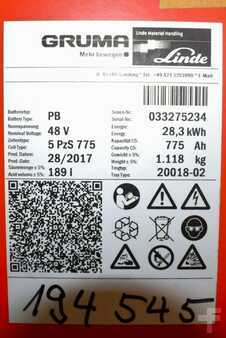 GRUMA
Mehr bewegen
Linde Material Handling
Linde
Batterietyp: PB Serien-Nr. 033275234
Battery Type: Serial-No.
Nennspannung: 48 V Energie: 28,3 kWh
Nominal Voltage: Energy:
Zelle: 5 PzS 775 Kapazität C5: 775 Ah
Cell: Capacity C5:
Prod. Datum: 28/2017 Gewicht ± 5%: 1.118 kg
Prod. Date: Weight ± 5%:
Säuremenge ± 5%: 189 l Trogtyp: 20018-02
Acid volume ± 5%: Tray Type:
194 545